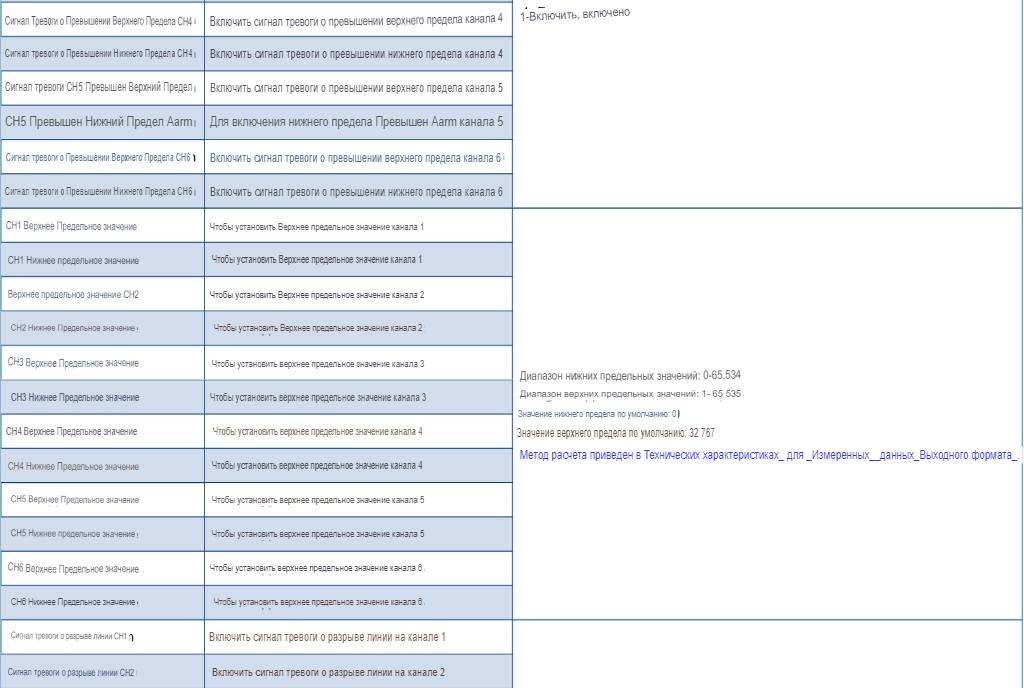 Сигнал Тревоги о Превышении Верхнего Предела CH4
Включить сигнал тревоги о превышении верхнего предела канала 4
1-Включить, включено
Сигнал тревоги о Превышении Нижнего Предела CH4
Включить сигнал тревоги о превышении нижнего предела канала 4
Сигнал тревоги CH5 Превышен Верхний Предел
Включить сигнал тревоги о превышении верхнего предела канала 5
CH5 Превышен Нижний Предел Aarm
Для включения нижнего предела Превышен Aarm канала 5
Сигнал тревоги о Превышении Верхнего Предела CH6
Включить сигнал тревоги о превышении верхнего предела канала 6
Сигнал тревоги о Превышении Нижнего Предела CH6
Включить сигнал тревоги о превышении нижнего предела канала 6
CH1 Верхнее Предельное значение
Чтобы установить Верхнее предельное значение канала 1
CH1 Нижнее предельное значение
Чтобы установить Верхнее предельное значение канала 1
Верхнее предельное значение CH2
Чтобы установить Верхнее предельное значение канала 2
CH2 Нижнее Предельное значение
Чтобы установить Верхнее предельное значение канала 2
CH3 Верхнее Предельное значение
Чтобы установить верхнее предельное значение канала 3
CH3 Нижнее Предельное значение
Чтобы установить верхнее предельное значение канала 3
CH4 Верхнее Предельное значение
Чтобы установить верхнее предельное значение канала 4
CH4 Нижнее Предельное значение
Чтобы установить верхнее предельное значение канала 4
CH5 Верхнее Предельное значение
Чтобы установить верхнее предельное значение канала 5
CH5 Нижнее предельное значение
Чтобы установить верхнее предельное значение канала 5
CH6 Верхнее Предельное значение
Чтобы установить верхнее предельное значение канала 6
CH6 Нижнее Предельное значение
Чтобы установить верхнее предельное значение канала 6
Диапазон нижних предельных значений: 0-65,534
Диапазон верхних предельных значений: 1- 65 535
Значение нижнего предела по умолчанию: 0
Значение верхнего предела по умолчанию: 32 767
Метод расчета приведен в Технических характеристиках_ для _Измеренных__данных_Выходного формата_.
Сигнал тревоги о разрыве линии CH1
Включить сигнал тревоги о разрыве линии на канале 1
Сигнал тревоги о разрыве линии CH2
Включить сигнал тревоги о разрыве линии на канале 2